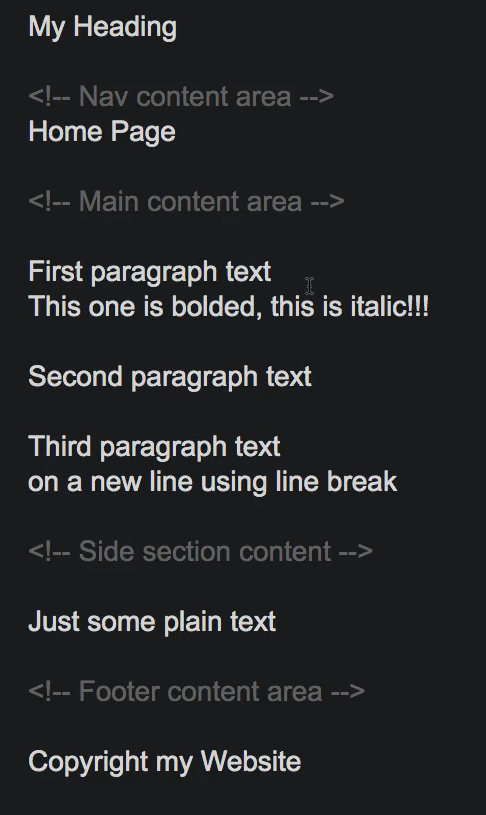 My Heading
<!-- Nav content area -->
Home Page
<!-- Main content area -->
First paragraph text
This one is bolded, this is italic!!!
Second paragraph text
Third paragraph text
on a new line using line break
<!-- Side section content -->
Just some plain text
<!-- Footer content area -->
Copyright my Website